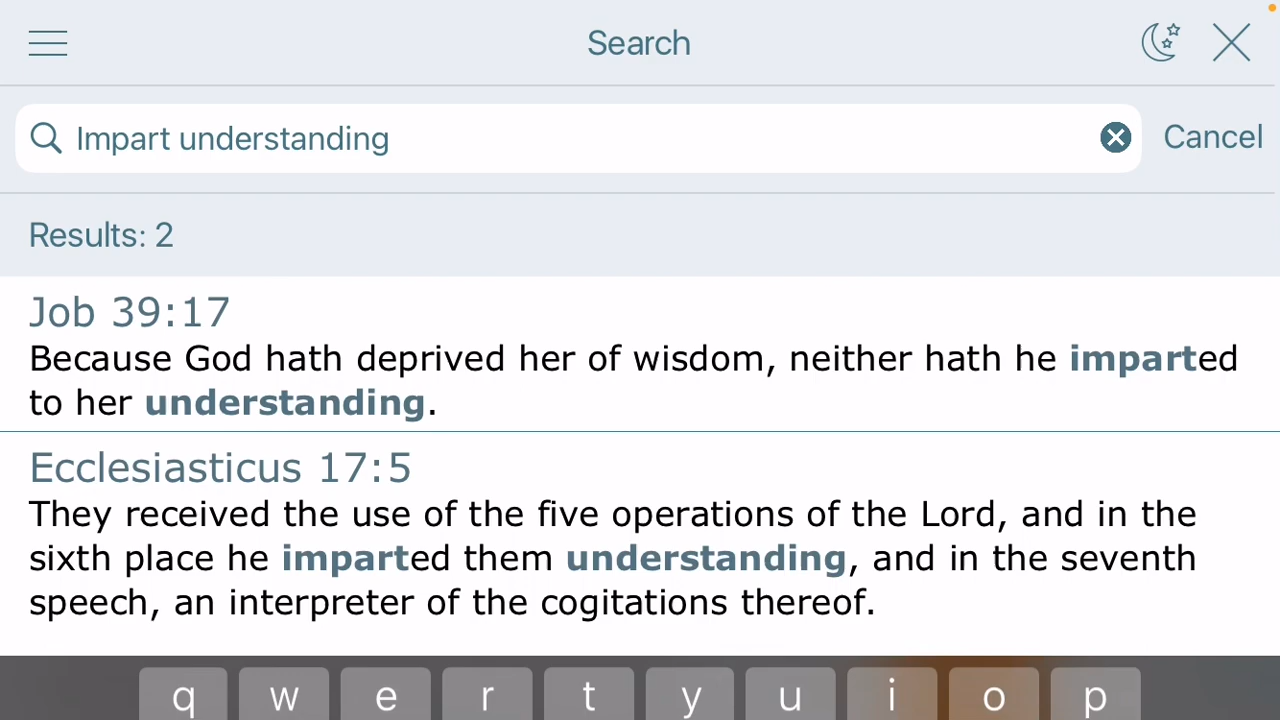 Search
Impart understanding
Cancel
Results: 2
Job 39:17
Because God hath deprived her of wisdom, neither hath he imparted
to her understanding.
Ecclesiasticus 17:5
They received the use of the five operations of the Lord, and in the
sixth place he imparted them understanding, and in the seventh
speech, an interpreter of the cogitations thereof.
q w e r t y u i o p